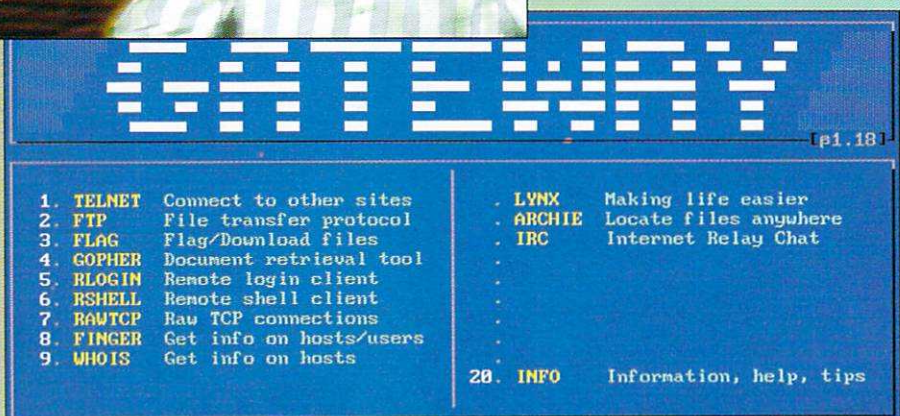 GATEWAY
[β1.18]
1. TELNET Connect to other sites
2. FTP File transfer protocol
3. FLAG Flag/Download files
4. GOPHER Document retrieval tool
5. RLOGIN Remote login client
6. RSHELL Remote shell client
7. RAWTCP Raw TCP connections
8. FINGER Get info on hosts/users
9. WHOIS Get info on hosts
. LYNX Making life easier
. ARCHIE Locate files anywhere
. IRC Internet Relay Chat
.
.
.
.
.
20. INFO Information, help, tips